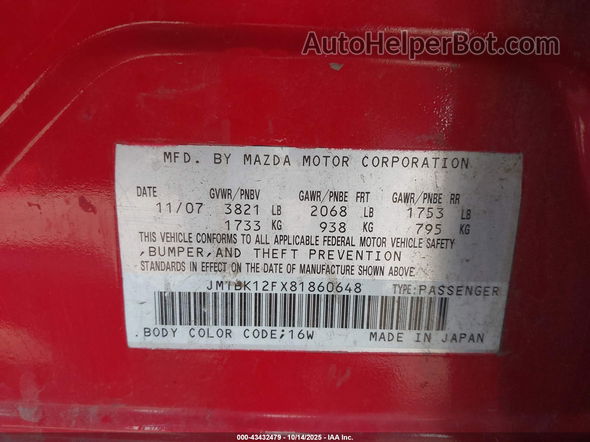 AutoHelperBot.com
MFD. BY MAZDA MOTOR CORPORATION
DATE GVWR/PNBV GAWR/PNBE FRT GAWR/PNBE RR
11/07 3821 LB 2068 LB 1753 LB
1733 KG 938 KG 795 KG
THIS VEHICLE CONFORMS TO ALL APPLICABLE FEDERAL MOTOR VEHICLE SAFETY
,BUMPER,AND THEFT PREVENTION
STANDARDS IN EFFECT ON THE DATE OF MANUFACTURE SHOWN ABOVE.
JM1BK12FX81860648 TYPE:PASSENGER
BODY COLOR CODE;16W MADE IN JAPAN
000-43432479 - 10/14/2025 - IAA Inc.